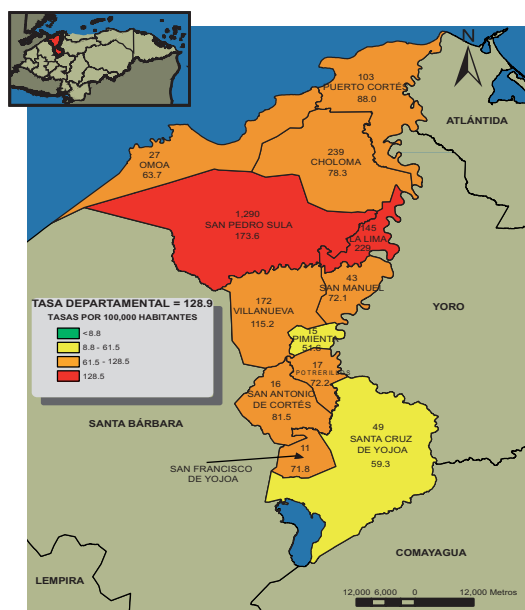 N
103
PUERTO CORTÉS
88.0
ATLÁNTIDA
27
OMOA
63.7
239
CHOLOMA
78.3
1,290
SAN PEDRO SULA
173.6
145
LA LIMA
229
43
SAN MANUEL
72.1
YORO
TASA DEPARTAMENTAL = 128.9
TASAS POR 100,000 HABITANTES
<8.8
8.8 - 61.5
61.5 - 128.5
128.5
172
VILLANUEVA
115.2
15
PIMIENTA
51.6
17
POTRERILLOS
72.2
16
SAN ANTONIO
DE CORTÉS
81.5
SANTA BÁRBARA
49
SANTA CRUZ
DE YOJOA
59.3
11
71.8
SAN FRANCISCO
DE YOJOA
COMAYAGUA
LEMPIRA
12,000 6,000 0 12,000 Metros